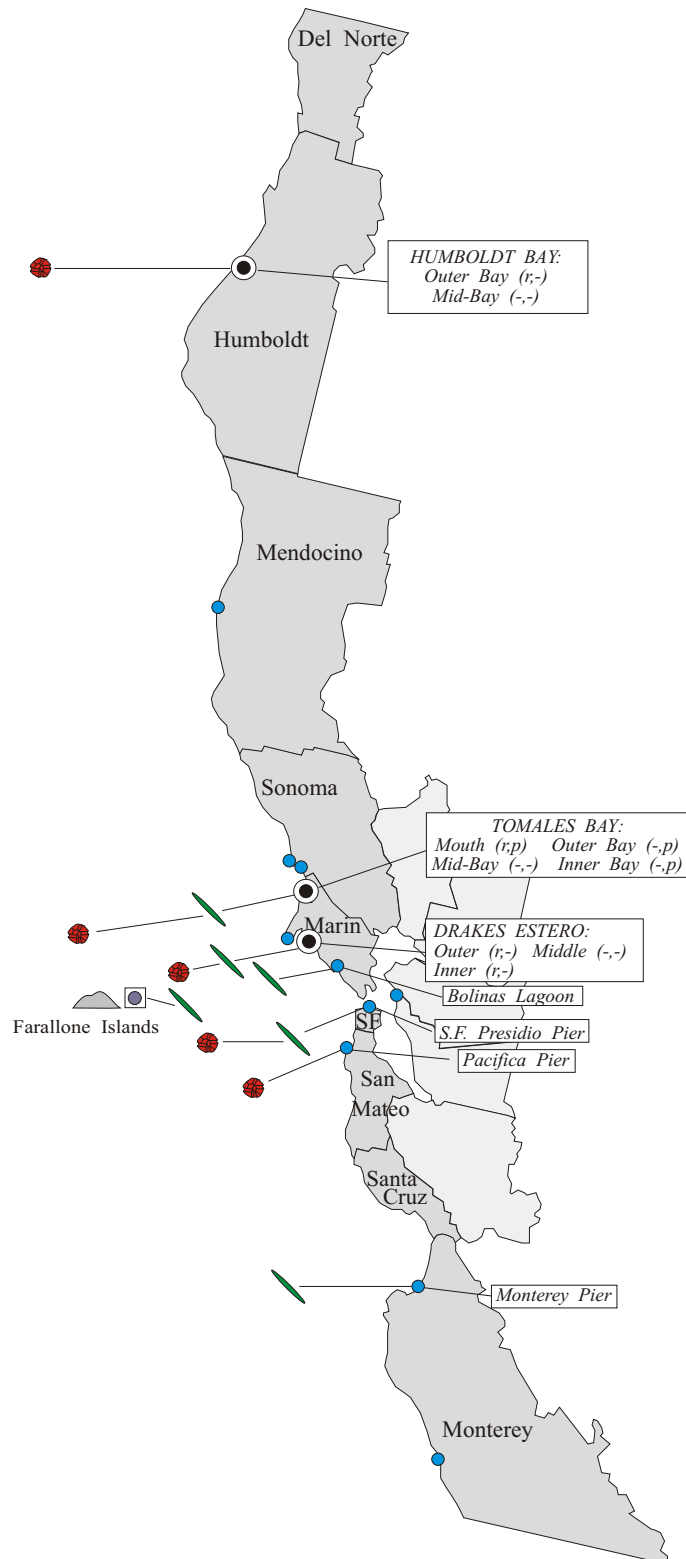 Del Norte
HUMBOLDT BAY:
Outer Bay (r,-)
Mid-Bay (-,-)
Humboldt
Mendocino
Sonoma
TOMALES BAY:
Mouth (r,p) Outer Bay (-,p)
Mid-Bay (-,-) Inner Bay (-,p)
Marin
DRAKES ESTERO:
Outer (r,-) Middle (-,-)
Inner (r,-)
Bolinas Lagoon
Farallone Islands
SF
S.F. Presidio Pier
Pacifica Pier
San
Mateo
Santa
Cruz
Monterey Pier
Monterey